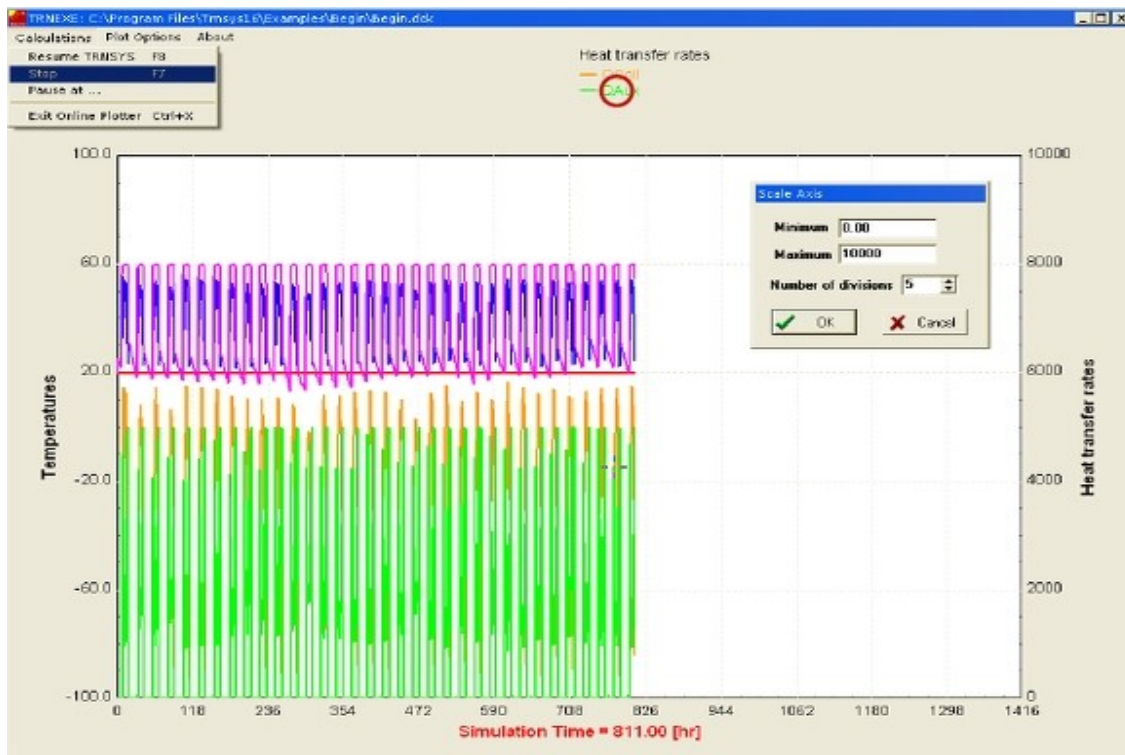 TRNEXE: C:\Program Files\Trnsys16\Examples\Begin\Begin.dck
Calculations Plot Options About
Resume TRNSYS F8
Stop F7
Pause at ...
Exit Online Plotter Ctrl+X
Heat transfer rates
QAux
100.0
60.0
20.0
-20.0
-60.0
-100.0
Temperatures
10000
8000
6000
4000
2000
0
Heat transfer rates
Scale Axis
Minimum 0.00
Maximum 10000
Number of divisions 5
OK Cancel
0 118 236 354 472 590 708 826 944 1062 1180 1298 1416
Simulation Time = 811.00 [hr]